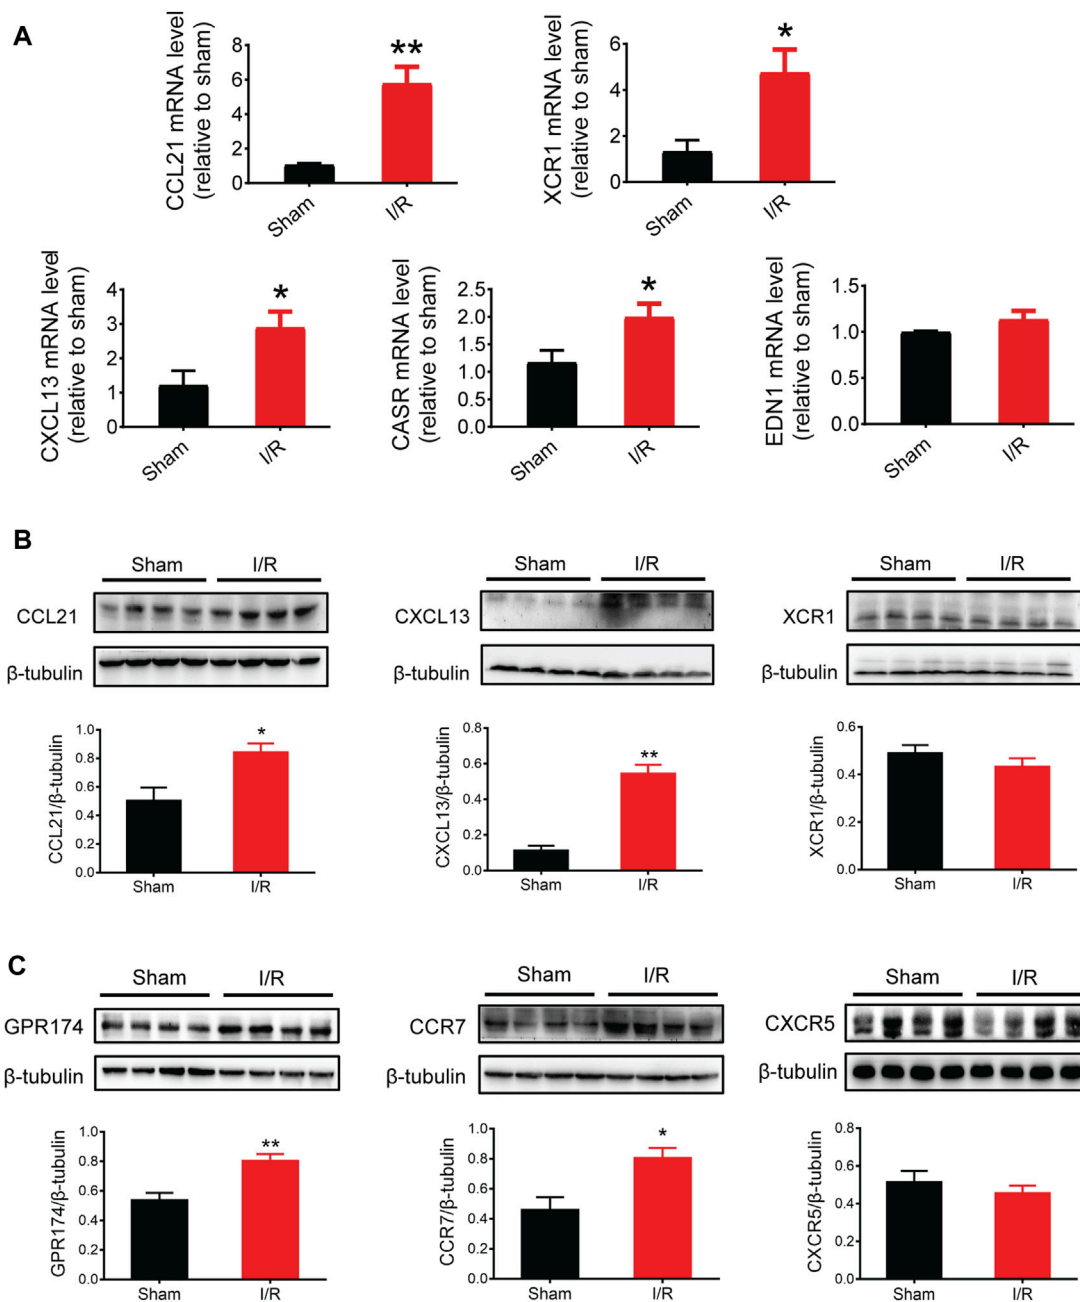 A
CCL21 mRNA level
(relative to sham)
8
6
4
2
0
**
Sham
I/R
XCR1 mRNA level
(relative to sham)
6
4
2
0
*
Sham
I/R
CXCL13 mRNA level
(relative to sham)
4
3
2
1
0
*
Sham
I/R
CASR mRNA level
(relative to sham)
2.5
2.0
1.5
1.0
0.5
0.0
*
Sham
I/R
EDN1 mRNA level
(relative to sham)
1.5
1.0
0.5
0.0
Sham
I/R
B
Sham I/R
CCL21
β-tubulin
Sham I/R
CXCL13
β-tubulin
Sham I/R
XCR1
β-tubulin
CCL21/β-tubulin
1.0
0.8
0.6
0.4
0.2
0.0
*
Sham I/R
CXCL13/β-tubulin
0.8
0.6
0.4
0.2
0.0
**
Sham I/R
XCR1/β-tubulin
0.6
0.4
0.2
0.0
Sham I/R
C
Sham I/R
GPR174
β-tubulin
Sham I/R
CCR7
β-tubulin
Sham I/R
CXCR5
β-tubulin
GPR174/β-tubulin
1.0
0.8
0.6
0.4
0.2
0.0
**
Sham I/R
CCR7/β-tubulin
1.0
0.8
0.6
0.4
0.2
0.0
*
Sham I/R
CXCR5/β-tubulin
0.8
0.6
0.4
0.2
0.0
Sham I/R